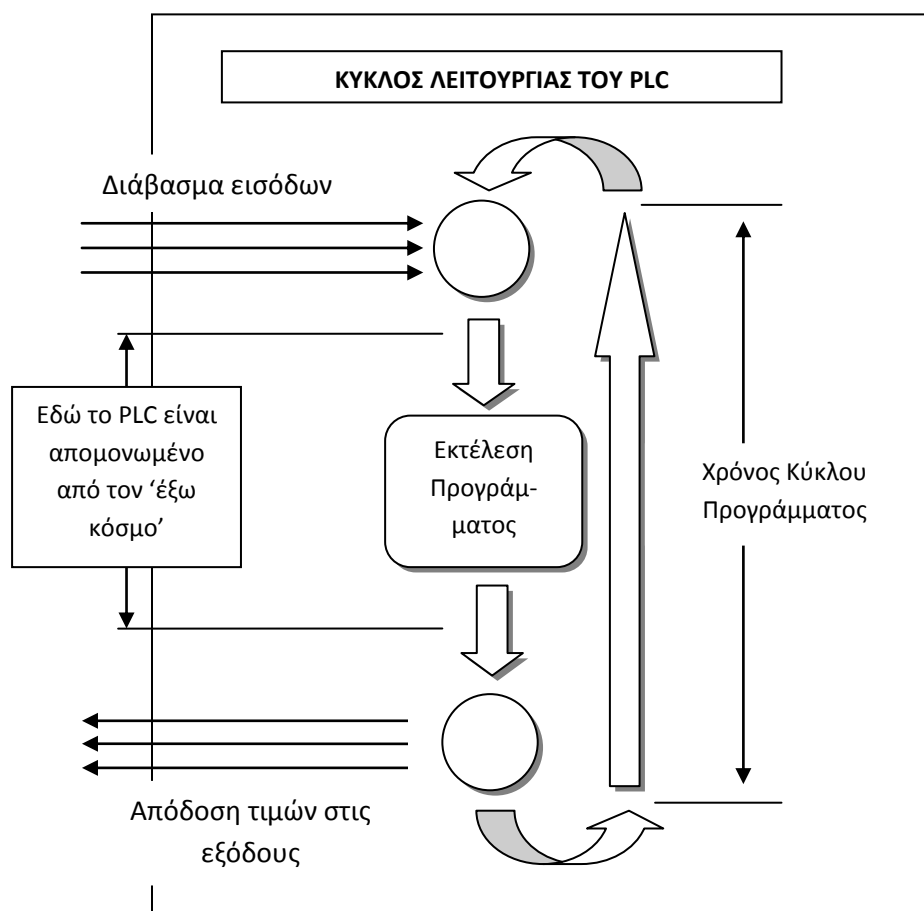 ΚΥΚΛΟΣ ΛΕΙΤΟΥΡΓΙΑΣ ΤΟΥ PLC
Διάβασμα εισόδων
Εδώ το PLC είναι
απομονωμένο
από τον ‘έξω
κόσμο’
Εκτέλεση
Προγράμ-
ματος
Χρόνος Κύκλου
Προγράμματος
Απόδοση τιμών στις
εξόδους